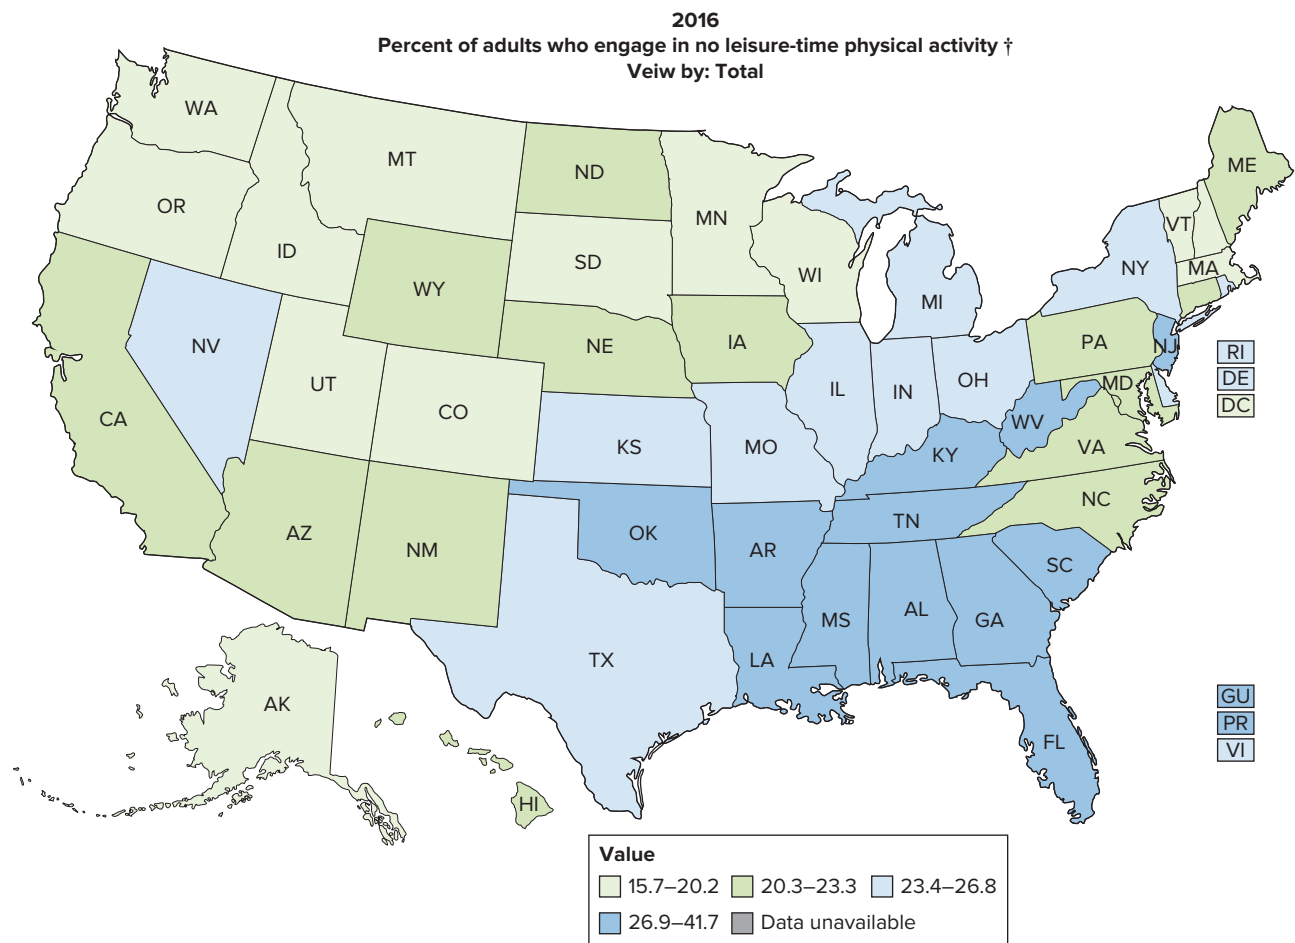 2016
Percent of adults who engage in no leisure-time physical activity †
Veiw by: Total
WA
MT
ND
ME
OR
MN
VT
ID
SD
WI
NY
MA
WY
MI
NV
NE
IA
PA
NJ
RI
UT
CO
IL
IN
OH
MD
DE
DC
CA
KS
MO
KY
WV
VA
AZ
NM
OK
AR
TN
NC
SC
MS
AL
GA
TX
LA
AK
FL
GU
PR
VI
HI
Value
15.7–20.2 20.3–23.3 23.4–26.8
26.9–41.7 Data unavailable